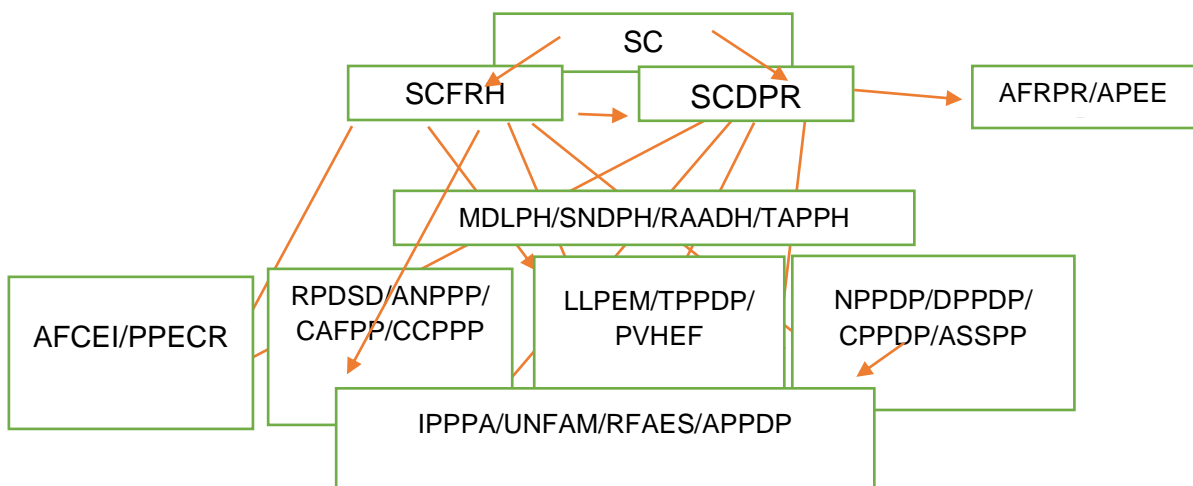 SC
SCFRH
SCDPR
AFRPR/APEE
MDLPH/SNDPH/RAADH/TAPPH
AFCEI/PPECR
RPDSD/ANPPP/
CAFPP/CCPPP
LLPEM/TPPDP/
PVHEF
NPPDP/DPPDP/
CPPDP/ASSPP
IPPPA/UNFAM/RFAES/APPDP